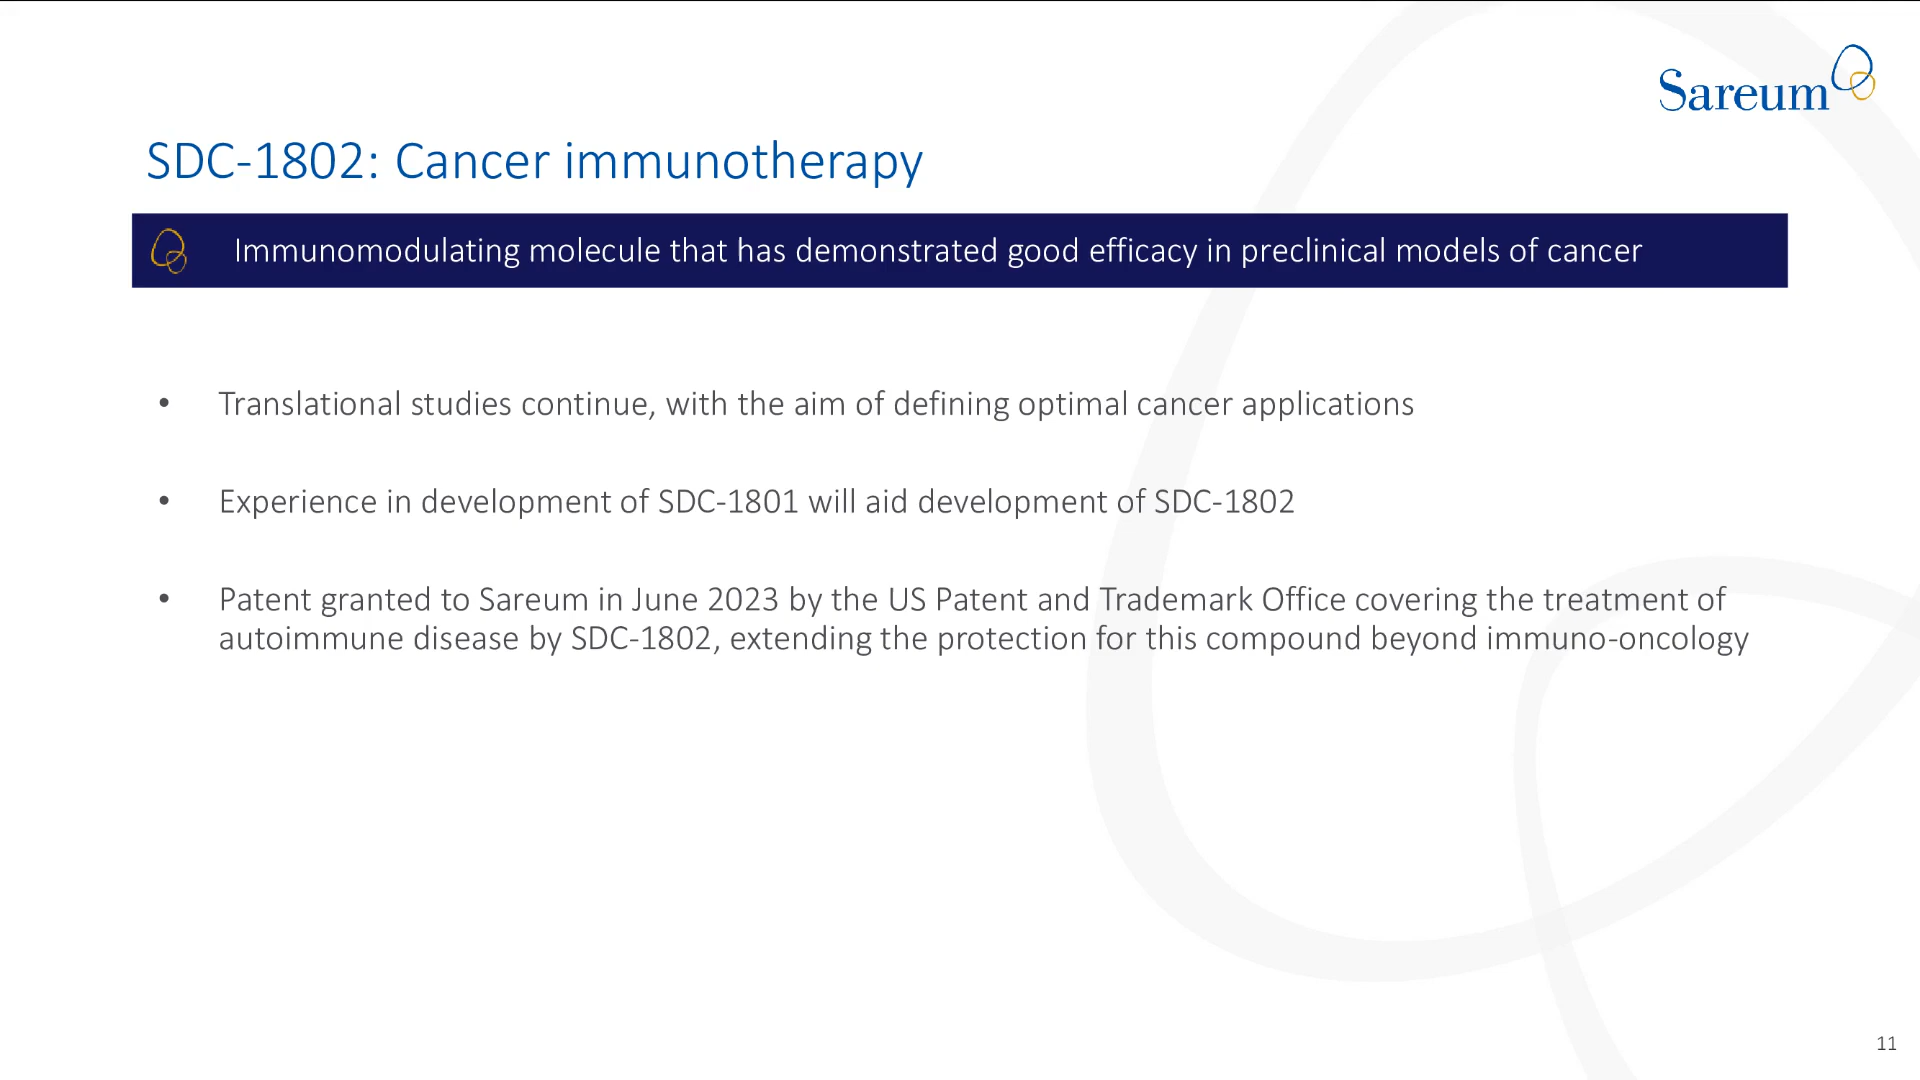 Sareum
SDC-1802: Cancer immunotherapy
Immunomodulating molecule that has demonstrated good efficacy in preclinical models of cancer
• Translational studies continue, with the aim of defining optimal cancer applications
• Experience in development of SDC-1801 will aid development of SDC-1802
• Patent granted to Sareum in June 2023 by the US Patent and Trademark Office covering the treatment of
autoimmune disease by SDC-1802, extending the protection for this compound beyond immuno-oncology
11